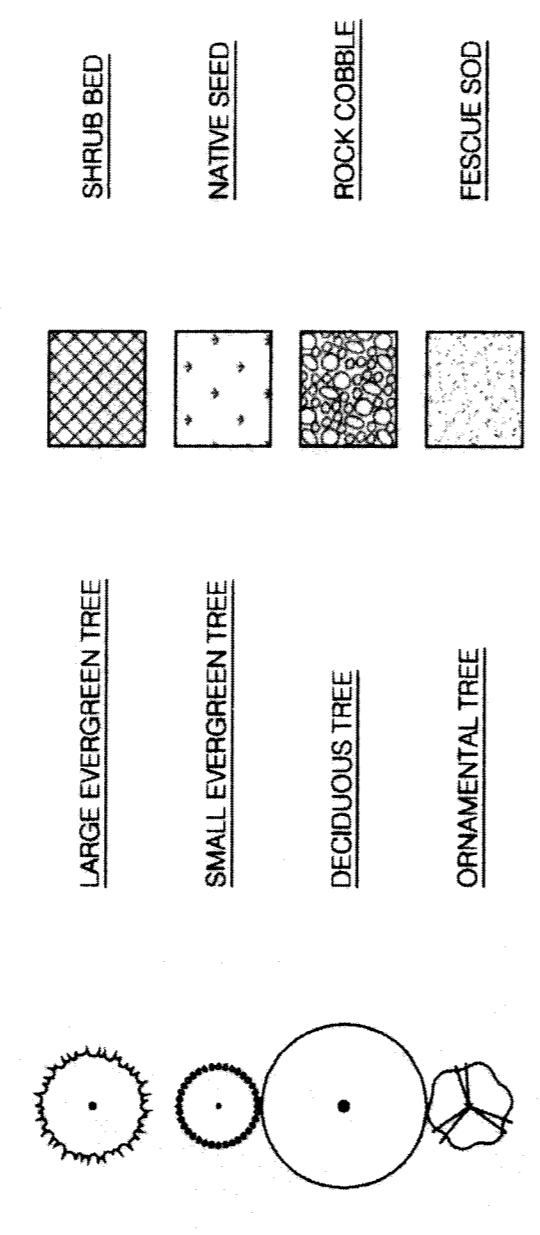 LARGE EVERGREEN TREE
SMALL EVERGREEN TREE
DECIDUOUS TREE
ORNAMENTAL TREE
SHRUB BED
NATIVE SEED
ROCK COBBLE
FESCUE SOD